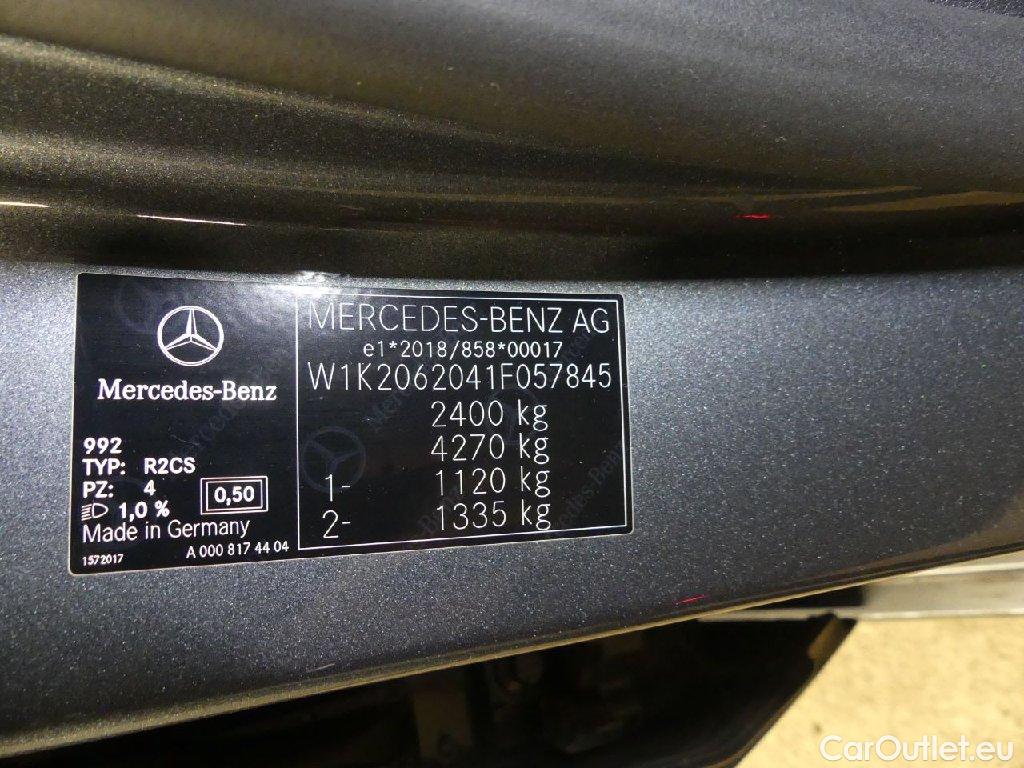 Mercedes-Benz
992
TYP: R2CS
PZ: 4
1,0 %
0,50
Made in Germany
1572017
A 000 817 44 04
MERCEDES-BENZ AG
e1*2018/858*00017
W1K2062041F057845
2400 kg
4270 kg
1- 1120 kg
2- 1335 kg
CarOutlet.eu